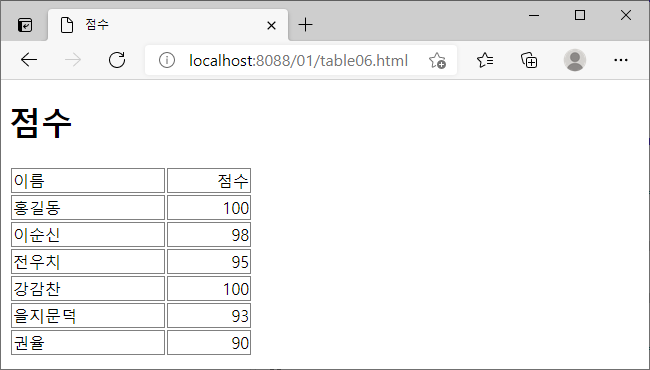 점수
localhost:8088/01/table06.html
점수
이름 점수
홍길동 100
이순신 98
전우치 95
강감찬 100
을지문덕 93
권율 90